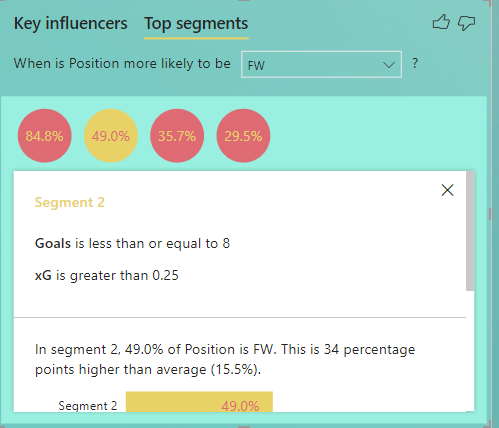 Key influencers Top segments
When is Position more likely to be FW ?
84.8% 49.0% 35.7% 29.5%
Segment 2
Goals is less than or equal to 8
xG is greater than 0.25
In segment 2, 49.0% of Position is FW. This is 34 percentage
points higher than average (15.5%).
Segment 2 49.0%